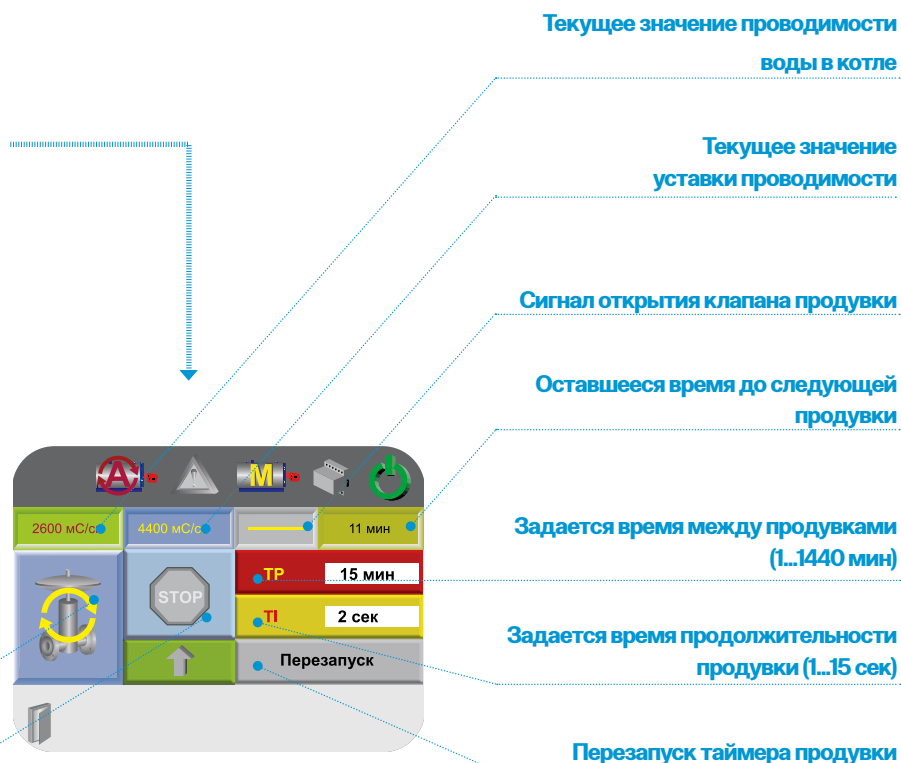 Текущее значение проводимости
воды в котле
Текущее значение
уставки проводимости
Сигнал открытия клапана продувки
Оставшееся время до следующей
продувки
Задается время между продувками
(1...1440 мин)
Задается время продолжительности
продувки (1...15 сек)
Перезапуск таймера продувки
A
M
2600 мС/с
4400 мС/с
11 мин
TP
15 мин
STOP
TI
2 сек
Перезапуск